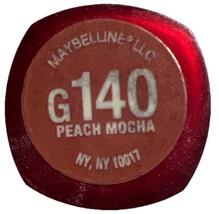 MAYBELLINE® LLC
G140
PEACH MOCHA
NY, NY 10017